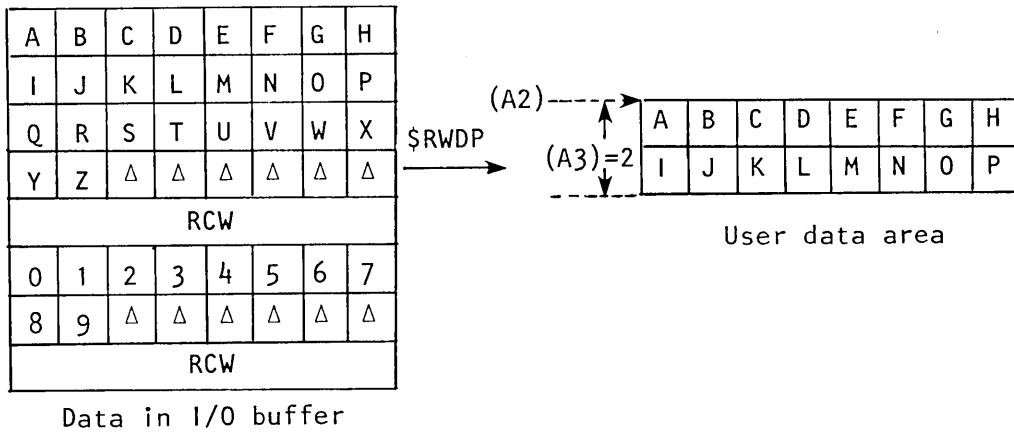 A B C D E F G H
I J K L M N O P
Q R S T U V W X
Y Z Δ Δ Δ Δ Δ Δ
RCW
0 1 2 3 4 5 6 7
8 9 Δ Δ Δ Δ Δ Δ
RCW
Data in I/O buffer
$RWDP
(A2)
(A3)=2
A B C D E F G H
I J K L M N O P
User data area